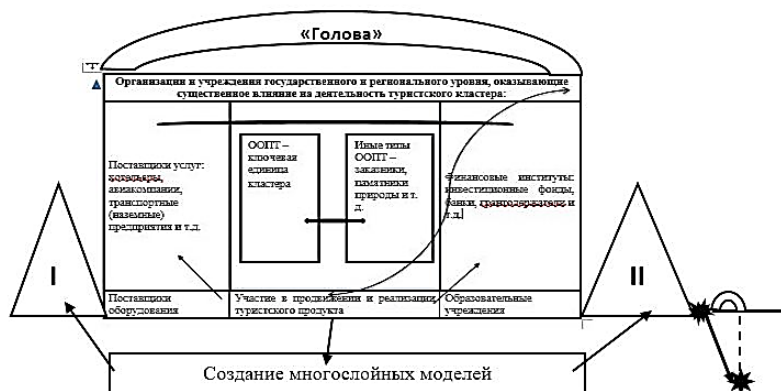 «Голова»
Организации и учреждения государственного и регионального уровня, оказывающие
существенное влияние на деятельность туристского кластера:
Поставщики услуг:
хотельеры,
авиакомпании,
транспортные
(наземные)
предприятия и т.д.
ООПТ –
ключевая
единица
кластера
Иные типы
ООПТ –
заказники,
памятники
природы и т.
д.
Финансовые институты:
инвестиционные фонды,
банки, грантодержатели и
т.д.
I
II
Поставщики
оборудования
Участие в продвижении и реализации
туристского продукта
Образовательные
учреждения
Создание многослойных моделей